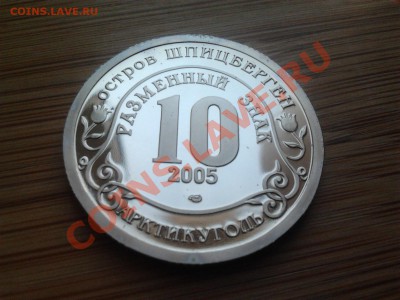 COINS.LAVE.RU
ОСТРОВ ШПИЦБЕРГЕН
РАЗМЕННЫЙ ЗНАК
10
2005
АРКТИКУГОЛЬ
COINS.LAVE.RU